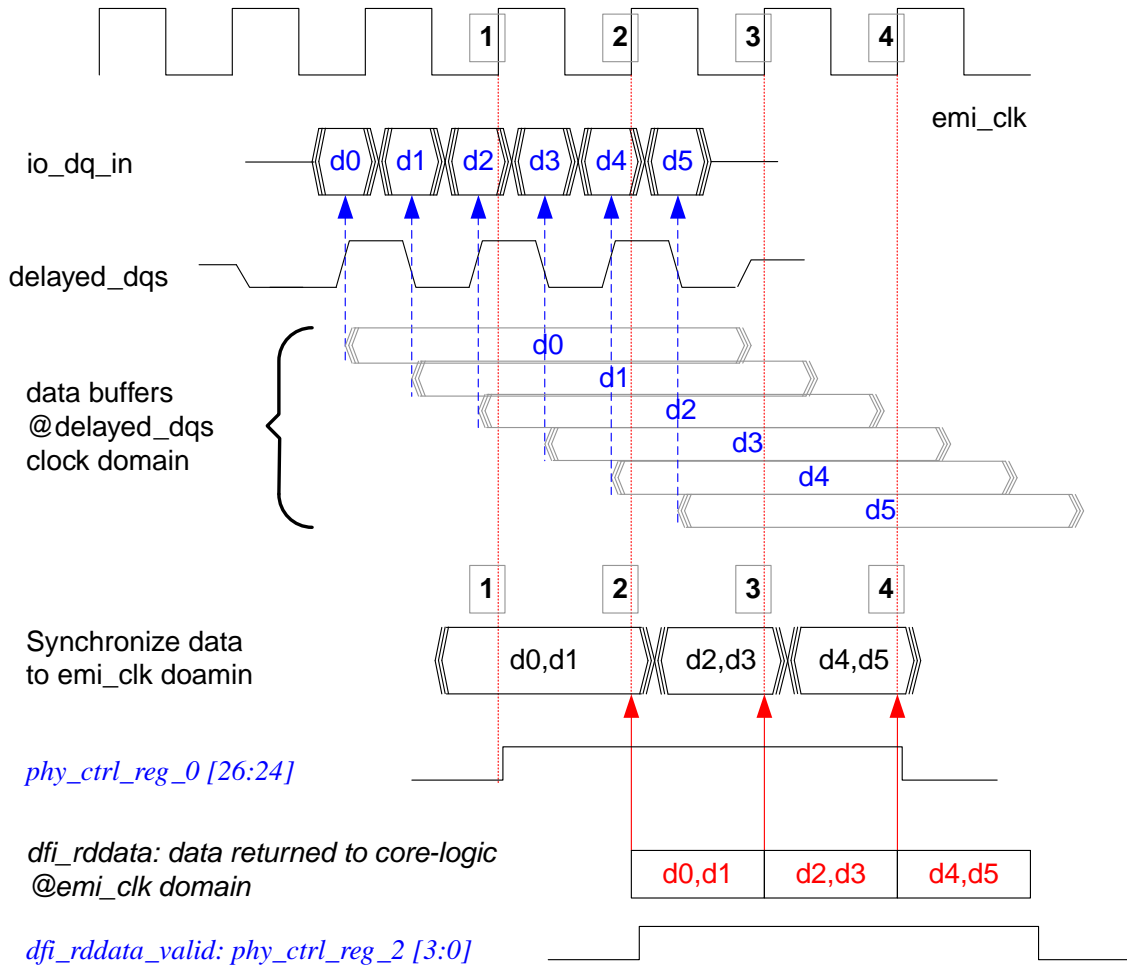 1 2 3 4
emi_clk
io_dq_in d0 d1 d2 d3 d4 d5
delayed_dqs
d0
d1
data buffers
d2
@delayed_dqs
d3
clock domain
d4
d5
1 2 3 4
Synchronize data
d0,d1 d2,d3 d4,d5
to emi_clk doamin
phy_ctrl_reg_0 [26:24]
dfi_rddata: data returned to core-logic
d0,d1 d2,d3 d4,d5
@emi_clk domain
dfi_rddata_valid: phy_ctrl_reg_2 [3:0]